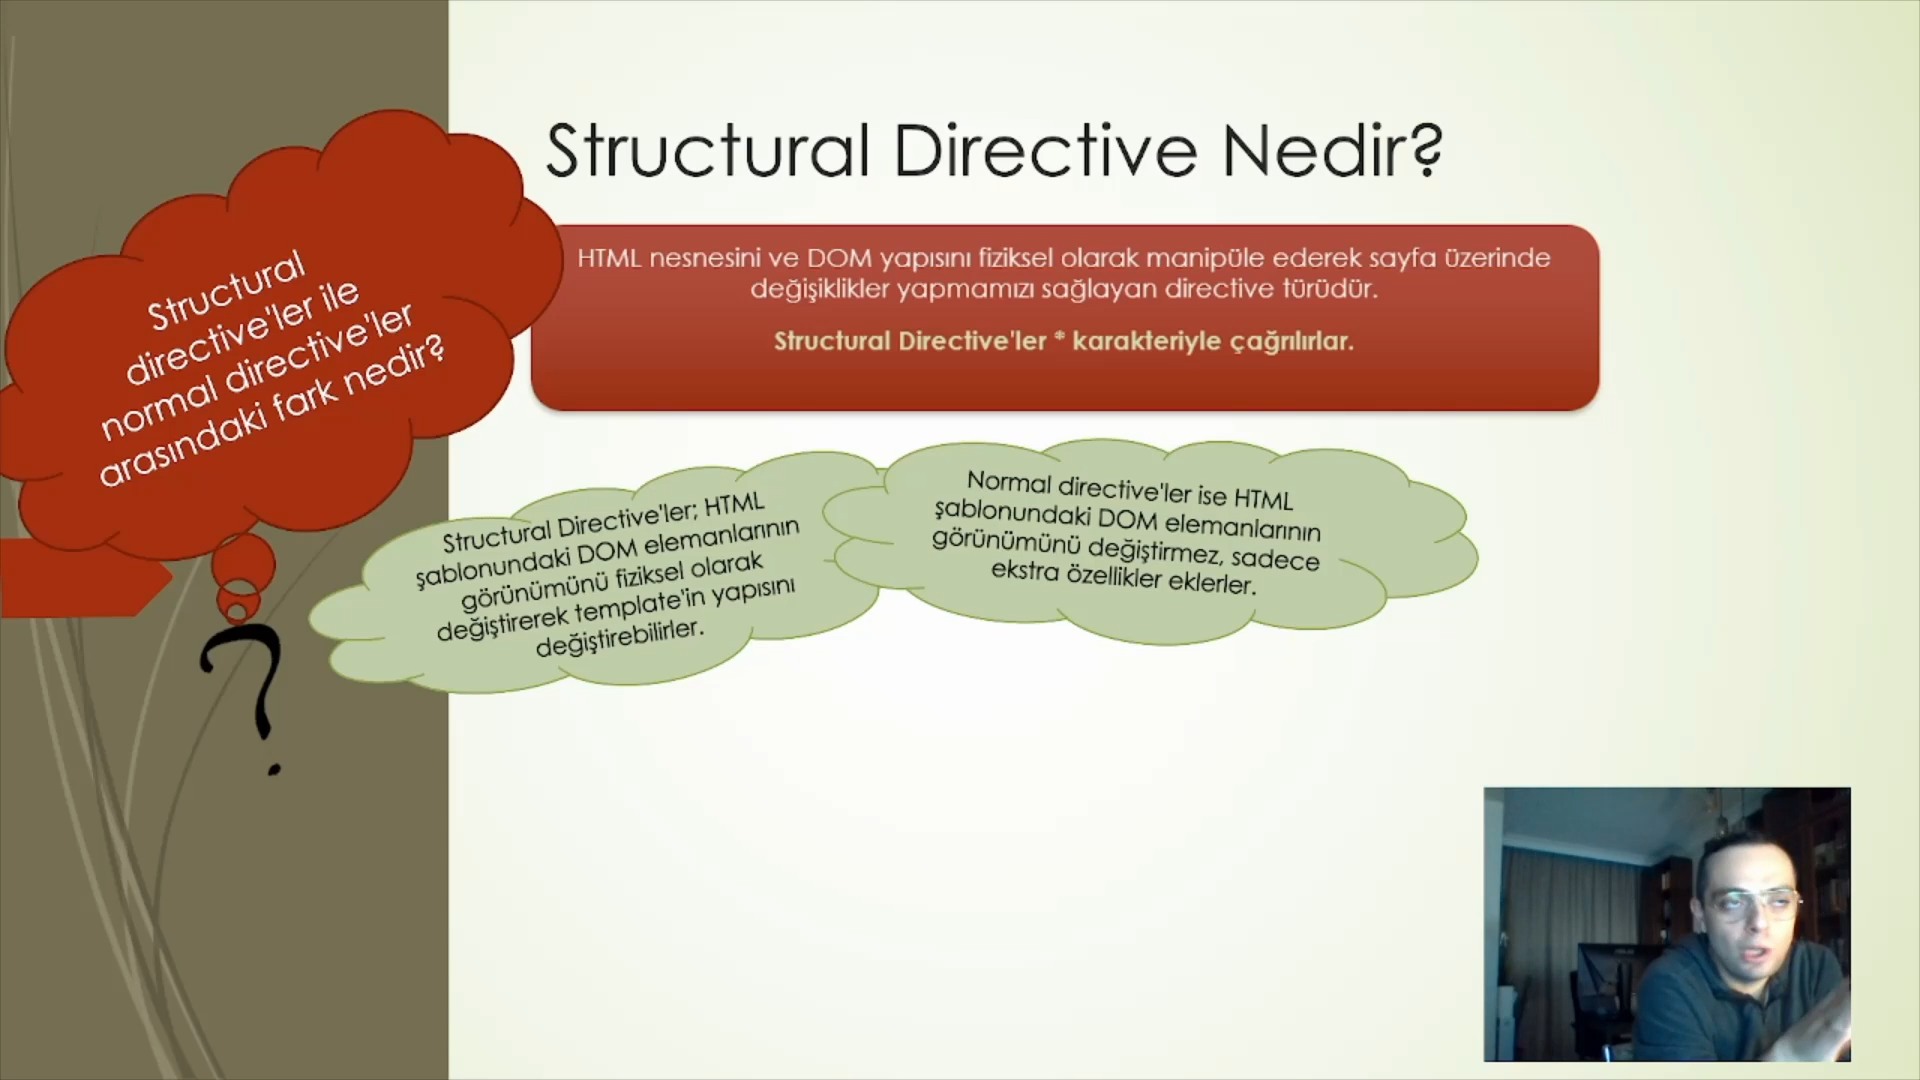 Structural Directive Nedir?
HTML nesnesini ve DOM yapısını fiziksel olarak manipüle ederek sayfa üzerinde
değişiklikler yapmamızı sağlayan directive türüdür.
Structural Directive'ler * karakteriyle çağrılırlar.
Structural
directive'ler ile
normal directive'ler
arasındaki fark nedir?
Structural Directive'ler; HTML
şablonundaki DOM elemanlarının
görünümünü fiziksel olarak
değiştirerek template'in yapısını
değiştirebilirler.
Normal directive'ler ise HTML
şablonundaki DOM elemanlarının
görünümünü değiştirmez, sadece
ekstra özellikler eklerler.
?